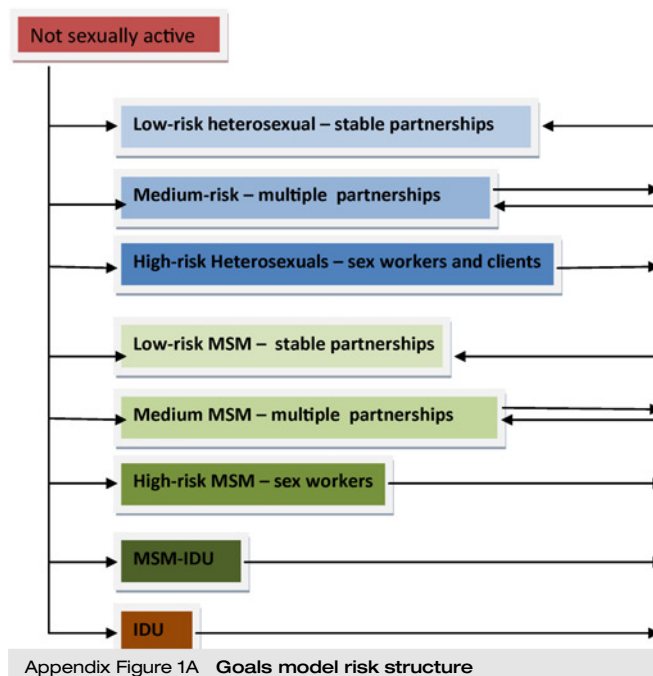 Not sexually active
Low-risk heterosexual – stable partnerships
Medium-risk – multiple partnerships
High-risk Heterosexuals – sex workers and clients
Low-risk MSM – stable partnerships
Medium MSM – multiple partnerships
High-risk MSM – sex workers
MSM-IDU
IDU
Appendix Figure 1A Goals model risk structure